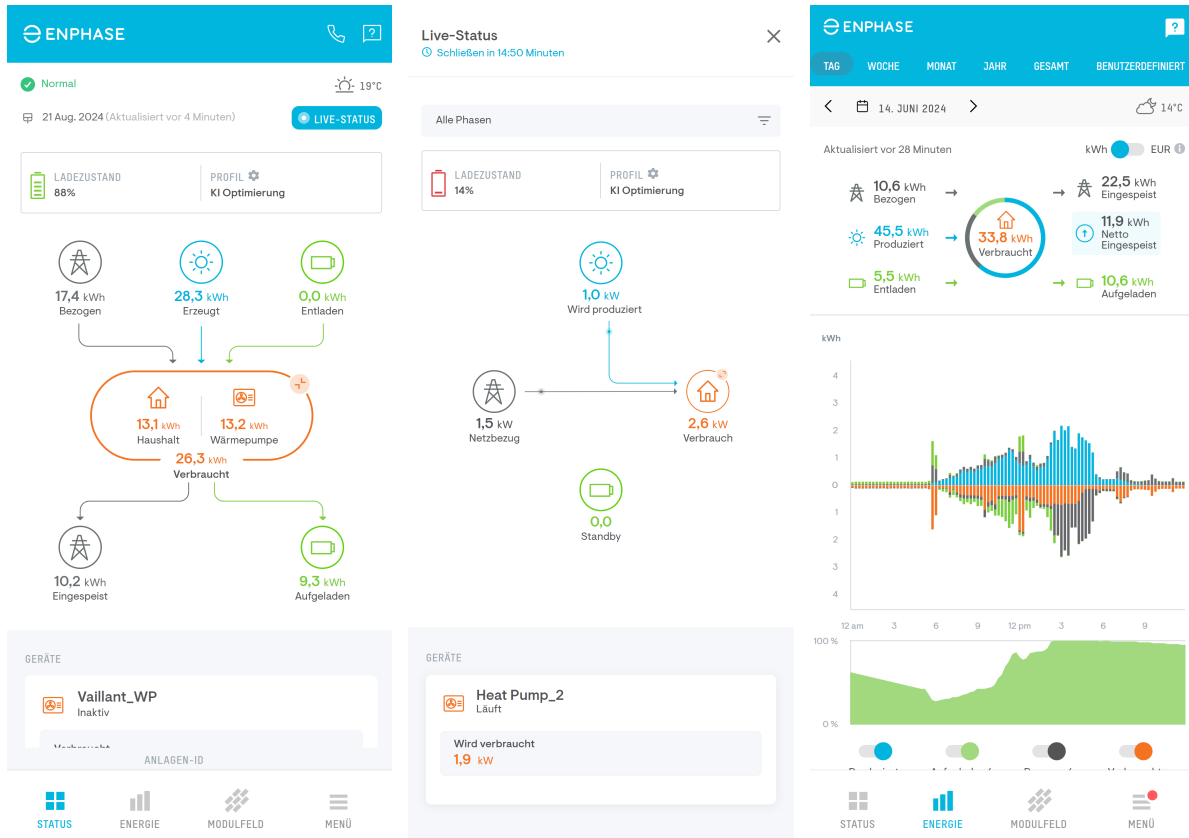 ENPHASE
Normal
19°C
21 Aug. 2024 (Aktualisiert vor 4 Minuten)
LIVE-STATUS
LADEZUSTAND
88%
PROFIL
KI Optimierung
17,4 kWh
Bezogen
28,3 kWh
Erzeugt
0,0 kWh
Entladen
13,1 kWh
Haushalt
13,2 kWh
Wärmepumpe
26,3 kWh
Verbraucht
10,2 kWh
Eingespeist
9,3 kWh
Aufgeladen
GERÄTE
Vaillant_WP
Inaktiv
ANLAGEN-ID
STATUS
ENERGIE
MODULFELD
MENÜ
Live-Status
Schließen in 14:50 Minuten
Alle Phasen
LADEZUSTAND
14%
PROFIL
KI Optimierung
1,0 kW
Wird produziert
1,5 kW
Netzbezug
2,6 kW
Verbrauch
0,0
Standby
GERÄTE
Heat Pump_2
Läuft
Wird verbraucht
1,9 kW
ENPHASE
?
TAG WOCHE MONAT JAHR GESAMT BENUTZERDEFINIERT
14. JUNI 2024
14°C
Aktualisiert vor 28 Minuten
kWh EUR
10,6 kWh
Bezogen
45,5 kWh
Produziert
5,5 kWh
Entladen
33,8 kWh
Verbraucht
22,5 kWh
Eingespeist
11,9 kWh
Netto
Eingespeist
10,6 kWh
Aufgeladen
kWh
4
3
2
1
0
1
2
3
4
12 am 3 6 9 12 pm 3 6 9
100 %
0 %
STATUS
ENERGIE
MODULFELD
MENÜ